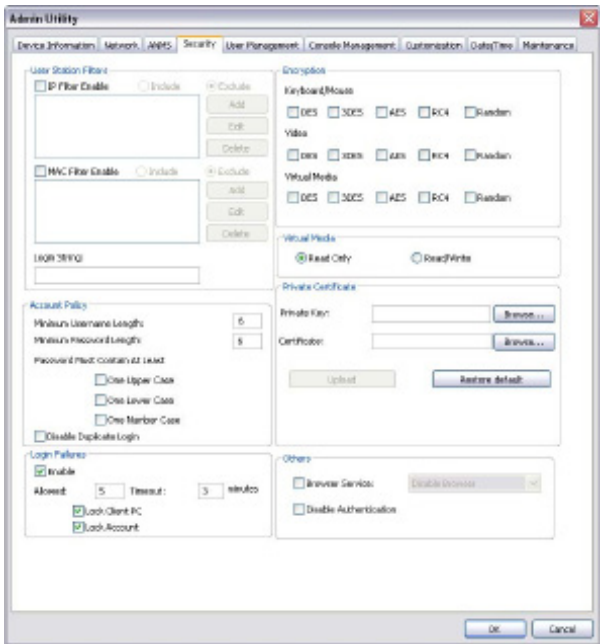 Admin Utility
Device Information Network ANMS Security User Management Console Management Customization Date/Time Maintenance
User Station Filters
IP Filter Enable Include Exclude
Add
Edit
Delete
MAC Filter Enable Include Exclude
Add
Edit
Delete
Login String:
Account Policy
Minimum Username Length: 6
Minimum Password Length: 6
Password Must Contain At Least
One Upper Case
One Lower Case
One Number Case
Disable Duplicate Login
Login Failures
Enable
Allowed: 5 Timeout: 3 minutes
Lock Client PC
Lock Account
Encryption
Keyboard/Mouse
DES 3DES AES RC4 Random
Video
DES 3DES AES RC4 Random
Virtual Media
DES 3DES AES RC4 Random
Virtual Media
Read Only Read/Write
Private Certificate
Private Key: Browse...
Certificate: Browse...
Upload Restore default
Others
Browser Service: Disable Browser
Disable Authentication
OK Cancel